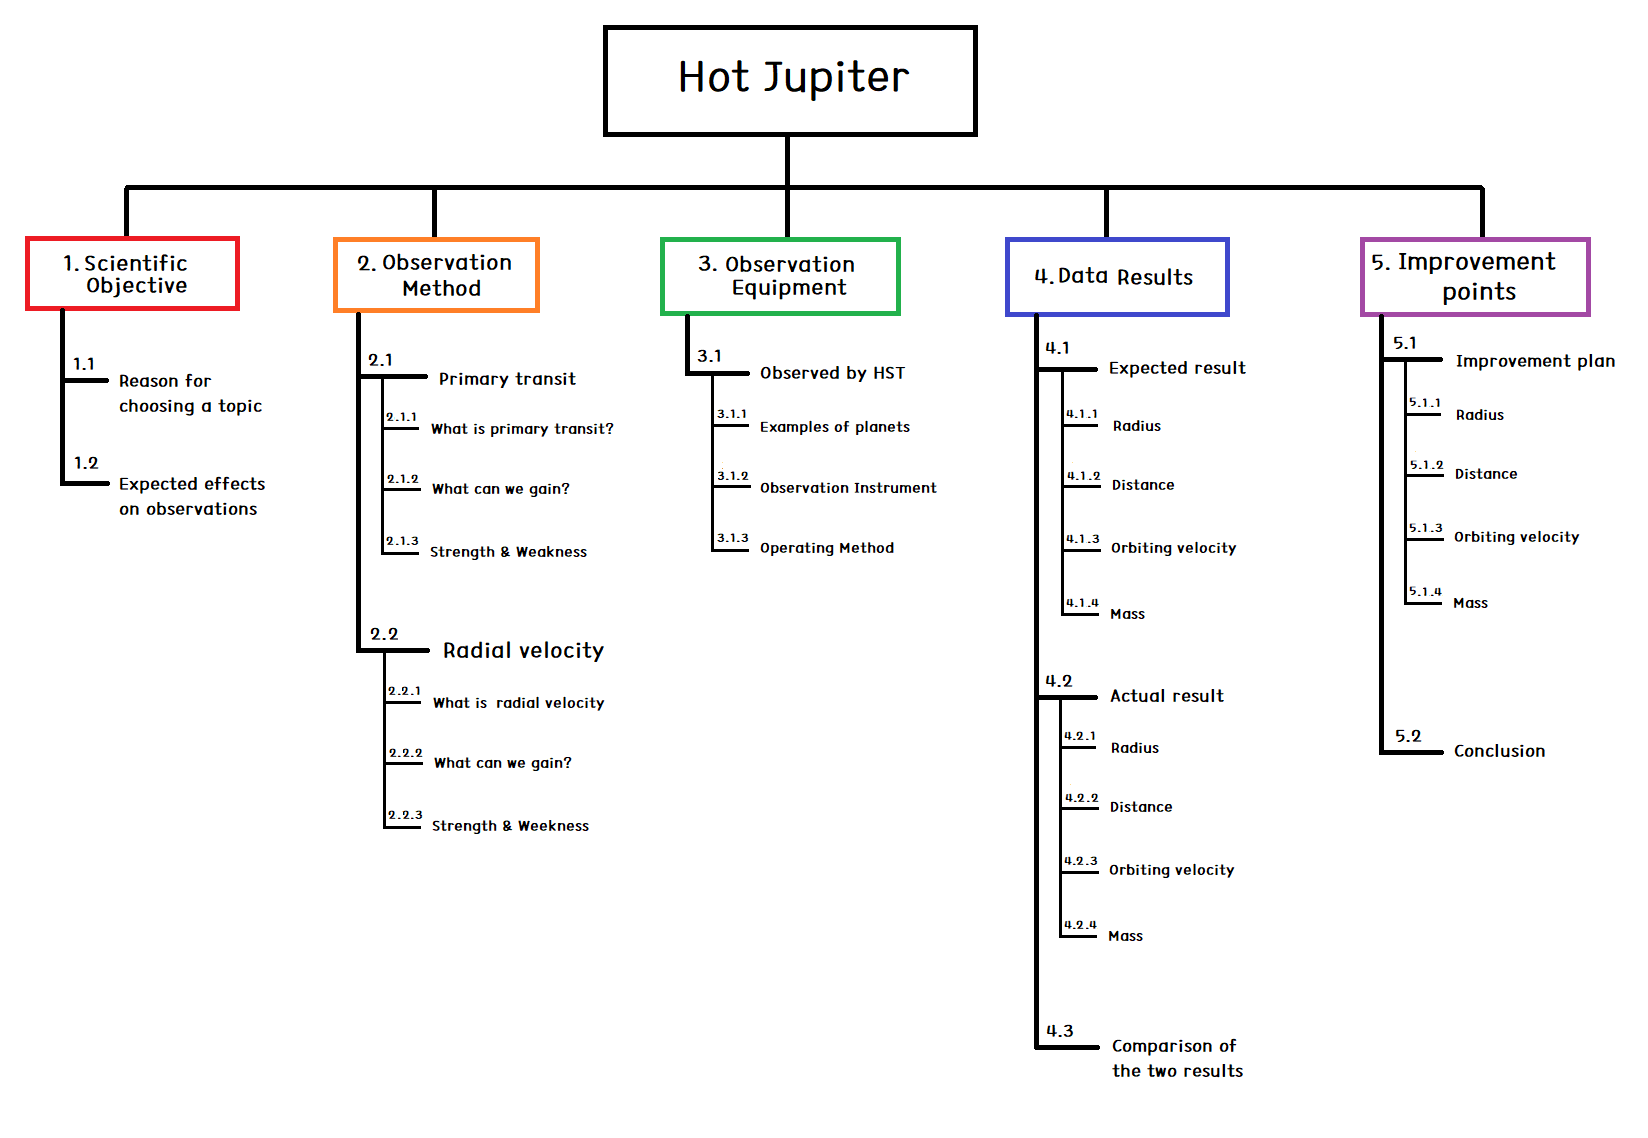 Hot Jupiter
1. Scientific
Objective
1.1
Reason for
choosing a topic
1.2
Expected effects
on observations
2. Observation
Method
2.1
Primary transit
2.1.1
What is primary transit?
2.1.2
What can we gain?
2.1.3
Strength & Weakness
2.2
Radial velocity
2.2.1
What is radial velocity
2.2.2
What can we gain?
2.2.3
Strength & Weekness
3. Observation
Equipment
3.1
Observed by HST
3.1.1
Examples of planets
3.1.2
Observation Instrument
3.1.3
Operating Method
4. Data Results
4.1
Expected result
4.1.1
Radius
4.1.2
Distance
4.1.3
Orbiting velocity
4.1.4
Mass
4.2
Actual result
4.2.1
Radius
4.2.2
Distance
4.2.3
Orbiting velocity
4.2.4
Mass
4.3
Comparison of
the two results
5. Improvement
points
5.1
Improvement plan
5.1.1
Radius
5.1.2
Distance
5.1.3
Orbiting velocity
5.1.4
Mass
5.2
Conclusion